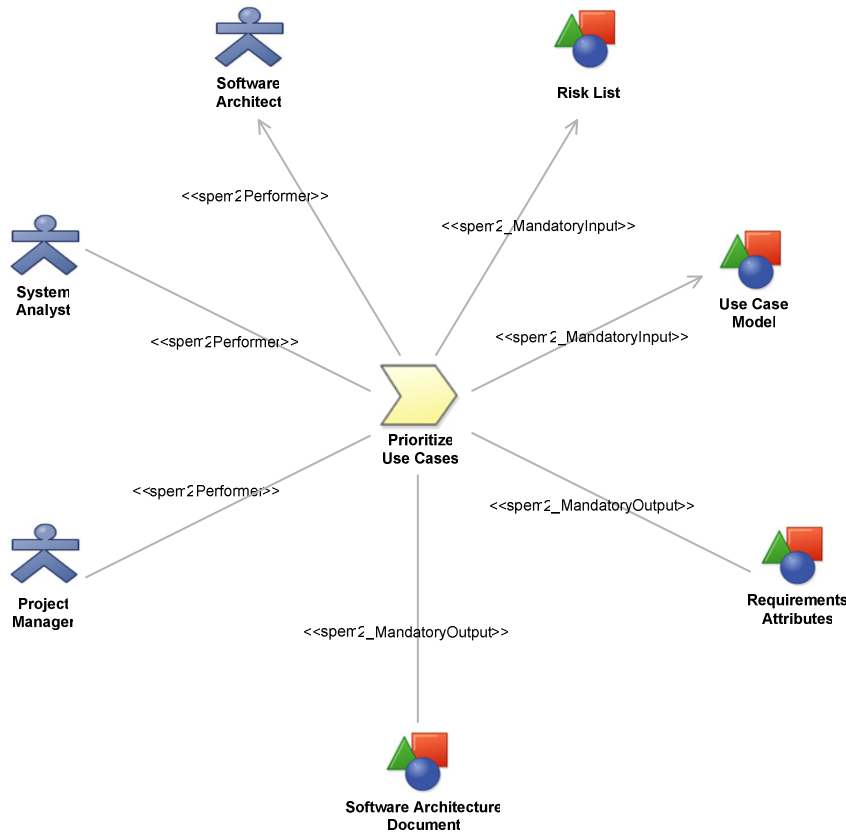 Software
Architect
Risk List
<<spem2Performer>>
<<spem2_MandatoryInput>>
System
Analyst
Use Case
Model
<<spem2Performer>>
<<spem2_MandatoryInput>>
Prioritize
Use Cases
<<spem2Performer>>
<<spem2_MandatoryOutput>>
Project
Manager
Requirements
Attributes
<<spem2_MandatoryOutput>>
Software Architecture
Document